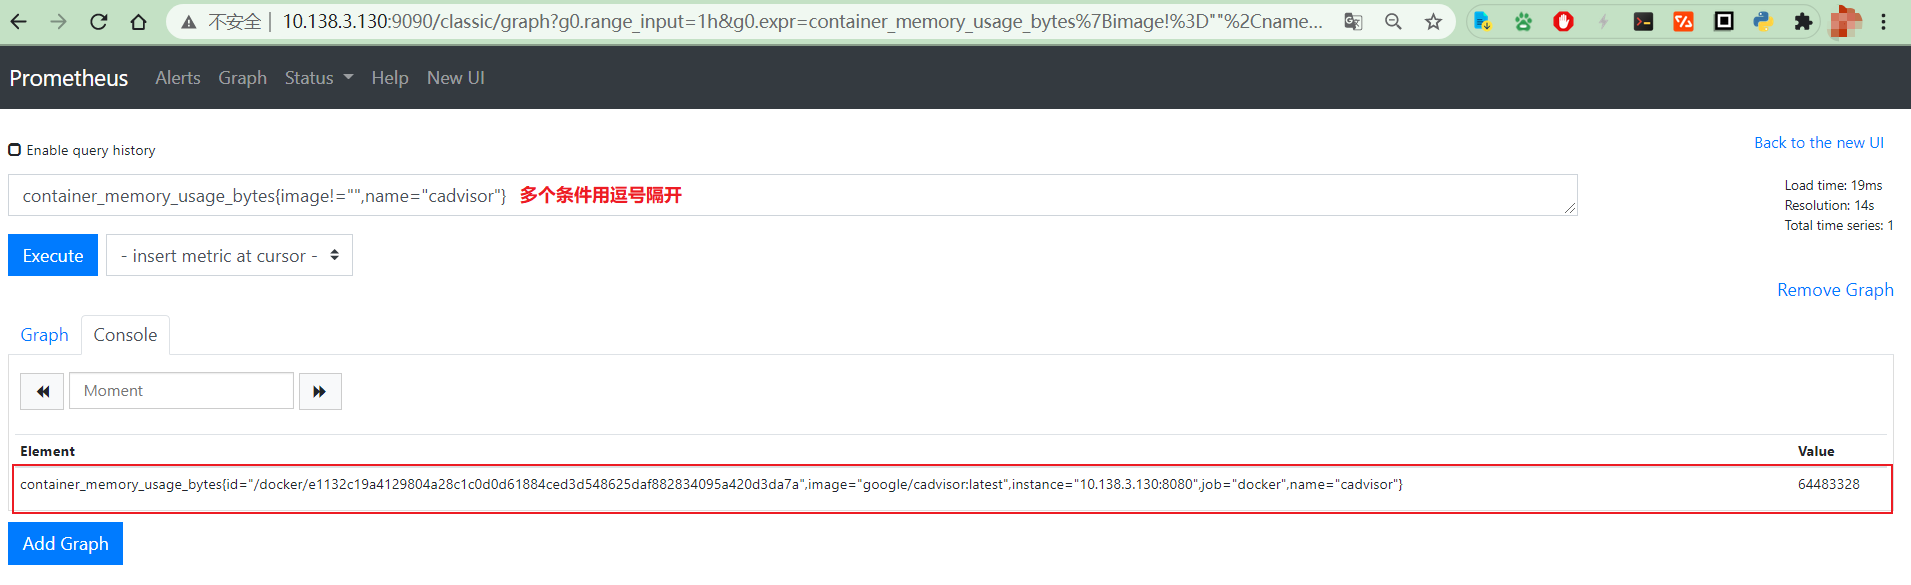 不安全 | 10.138.3.130:9090/classic/graph?g0.range_input=1h&g0.expr=container_memory_usage_bytes%7Bimage!%3D""%2Cname...
Prometheus Alerts Graph Status Help New UI
Enable query history
Back to the new UI
container_memory_usage_bytes{image!="",name="cadvisor"} 多个条件用逗号隔开
Load time: 19ms
Resolution: 14s
Total time series: 1
Execute - insert metric at cursor -
Remove Graph
Graph Console
Moment
Element Value
container_memory_usage_bytes{id="/docker/e1132c19a4129804a28c1c0d0d61884ced3d548625daf882834095a420d3da7a",image="google/cadvisor:latest",instance="10.138.3.130:8080",job="docker",name="cadvisor"} 64483328
Add Graph